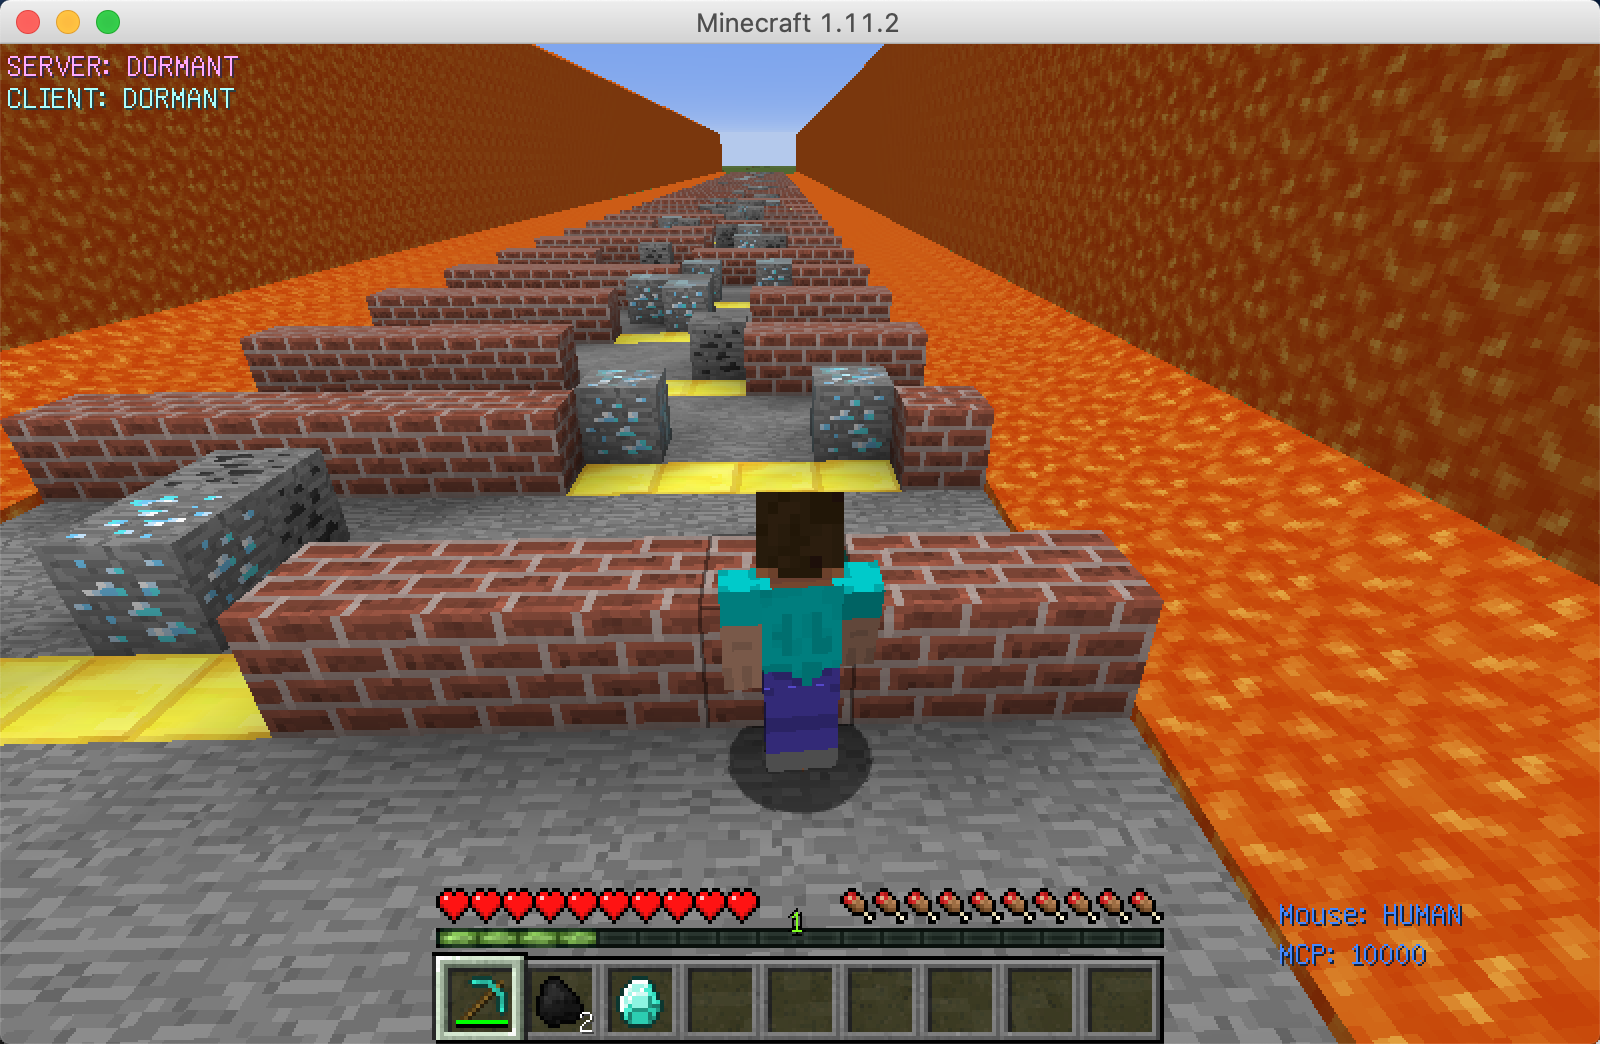 Minecraft 1.11.2
SERVER: DORMANT
CLIENT: DORMANT
1
Mouse: HUMAN
MCP: 10000
2